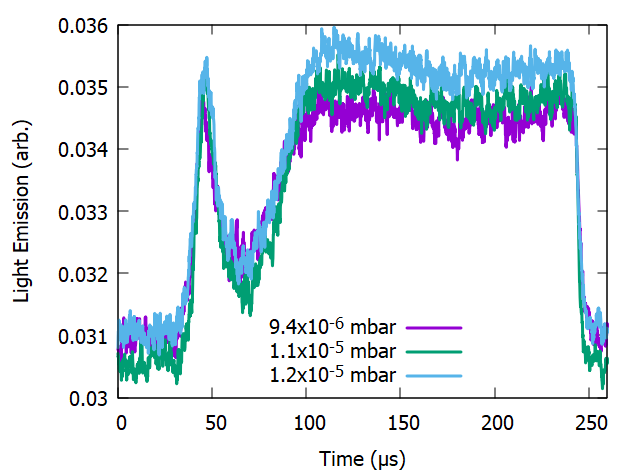 0.036
0.035
0.034
0.033
0.032
0.031
0.03
Light Emission (arb.)
9.4x10-6 mbar
1.1x10-5 mbar
1.2x10-5 mbar
0 50 100 150 200 250
Time (µs)